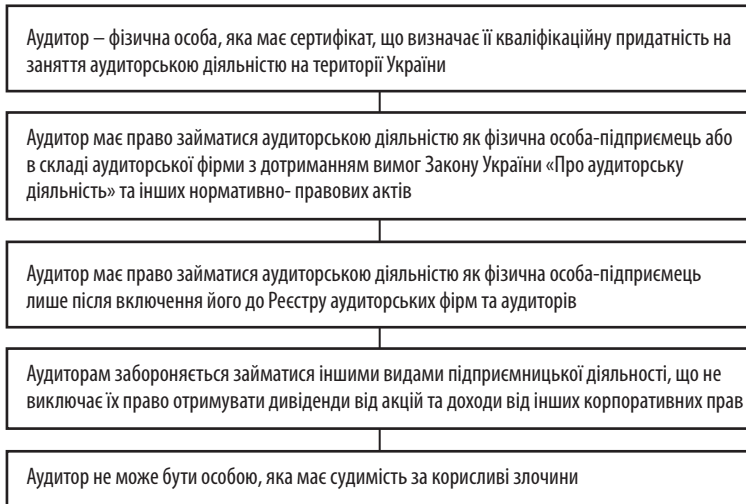 Аудитор – фізична особа, яка має сертифікат, що визначає її кваліфікаційну придатність на
заняття аудиторською діяльністю на території України
Аудитор має право займатися аудиторською діяльністю як фізична особа-підприємець або
в складі аудиторської фірми з дотриманням вимог Закону України «Про аудиторську
діяльність» та інших нормативно- правових актів
Аудитор має право займатися аудиторською діяльністю як фізична особа-підприємець
лише після включення його до Реєстру аудиторських фірм та аудиторів
Аудиторам забороняється займатися іншими видами підприємницької діяльності, що не
виключає їх право отримувати дивіденди від акцій та доходи від інших корпоративних прав
Аудитор не може бути особою, яка має судимість за корисливі злочини